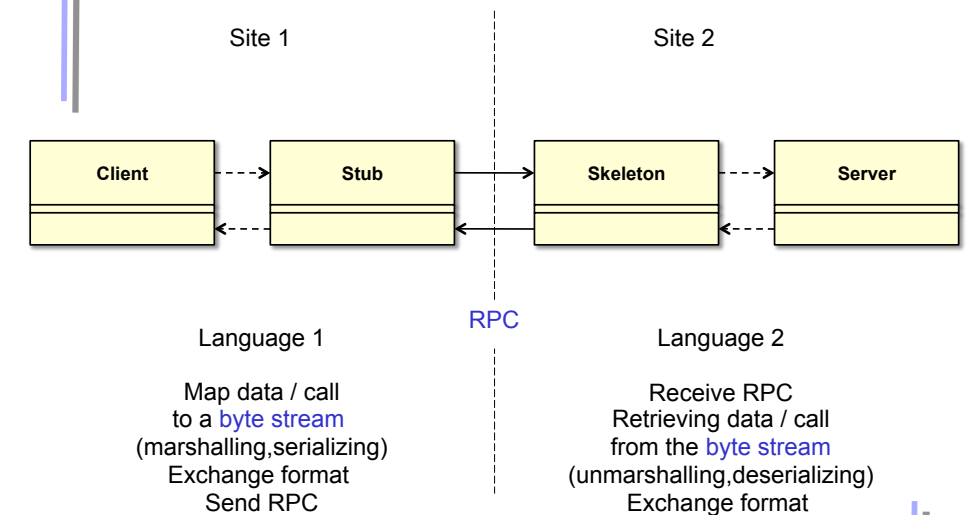 Site 1
Site 2
Client
Stub
Skeleton
Server
RPC
Language 1
Language 2
Map data / call
to a byte stream
(marshalling,serializing)
Exchange format
Send RPC
Receive RPC
Retrieving data / call
from the byte stream
(unmarshalling,deserializing)
Exchange format